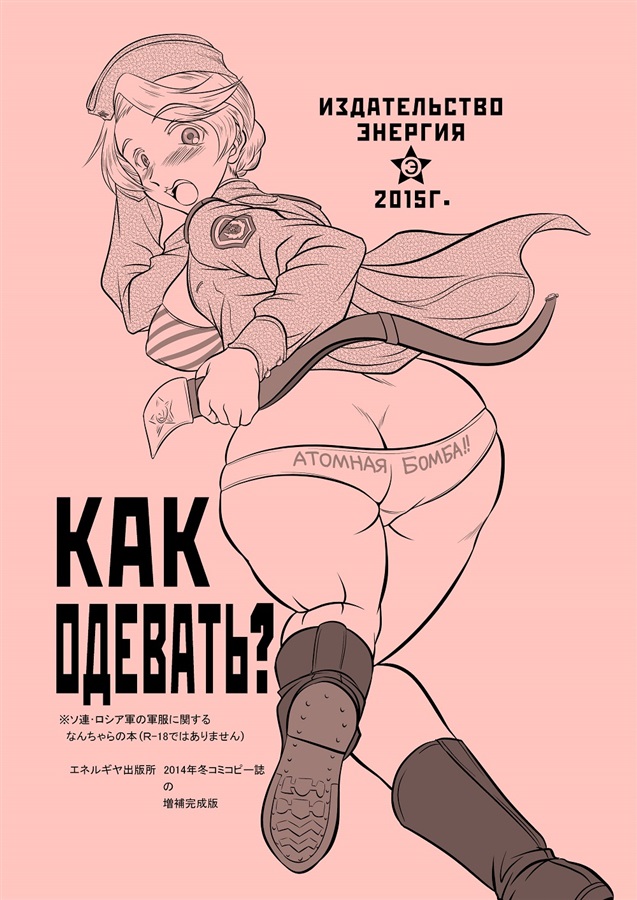 ИЗДАТЕЛЬСТВО
ЭНЕРГИЯ
Э
2015Г.
АТОМНАЯ БОМБА!!
КАК
ОДЕВАТЬ?
※ソ連・ロシア軍の軍服に関する
なんちゃらの本(R-18ではありません)
エネルギヤ出版所 2014年冬コミコピー誌
の
増補完成版